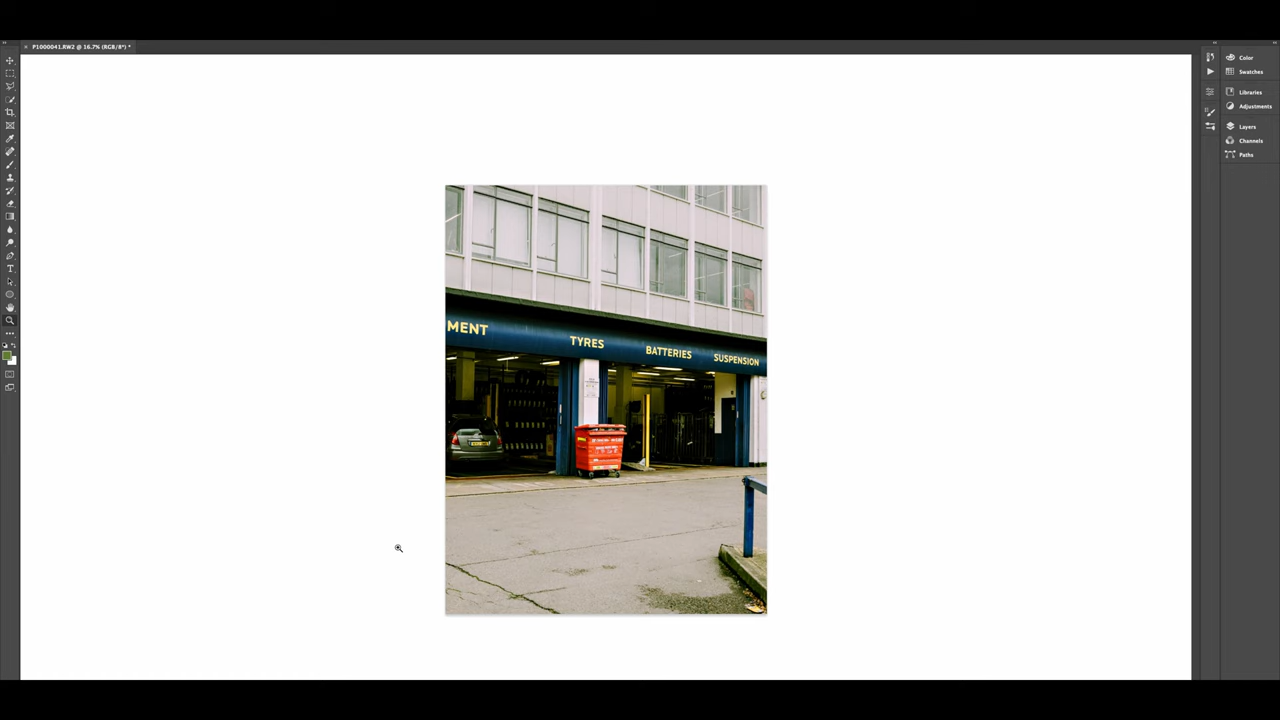 P1000041.RW2 @ 16.7% (RGB/8*) *
Color
Swatches
Libraries
Adjustments
Layers
Channels
Paths
MENT
TYRES
BATTERIES
SUSPENSION